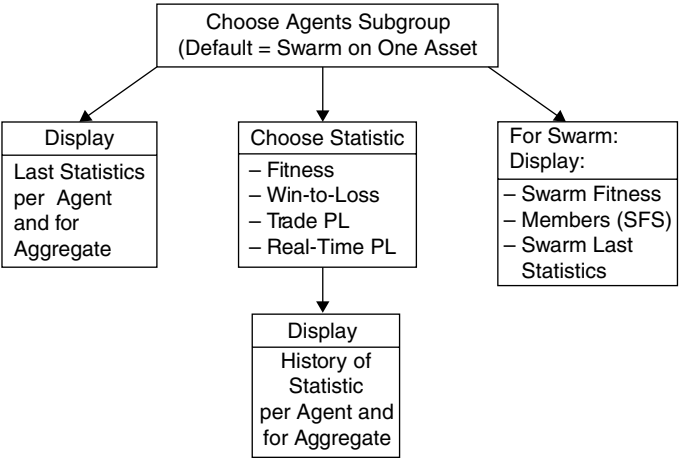 Choose Agents Subgroup
(Default = Swarm on One Asset
Display
Last Statistics
per Agent
and for
Aggregate
Choose Statistic
– Fitness
– Win-to-Loss
– Trade PL
– Real-Time PL
For Swarm:
Display:
– Swarm Fitness
– Members (SFS)
– Swarm Last
Statistics
Display
History of
Statistic
per Agent and
for Aggregate